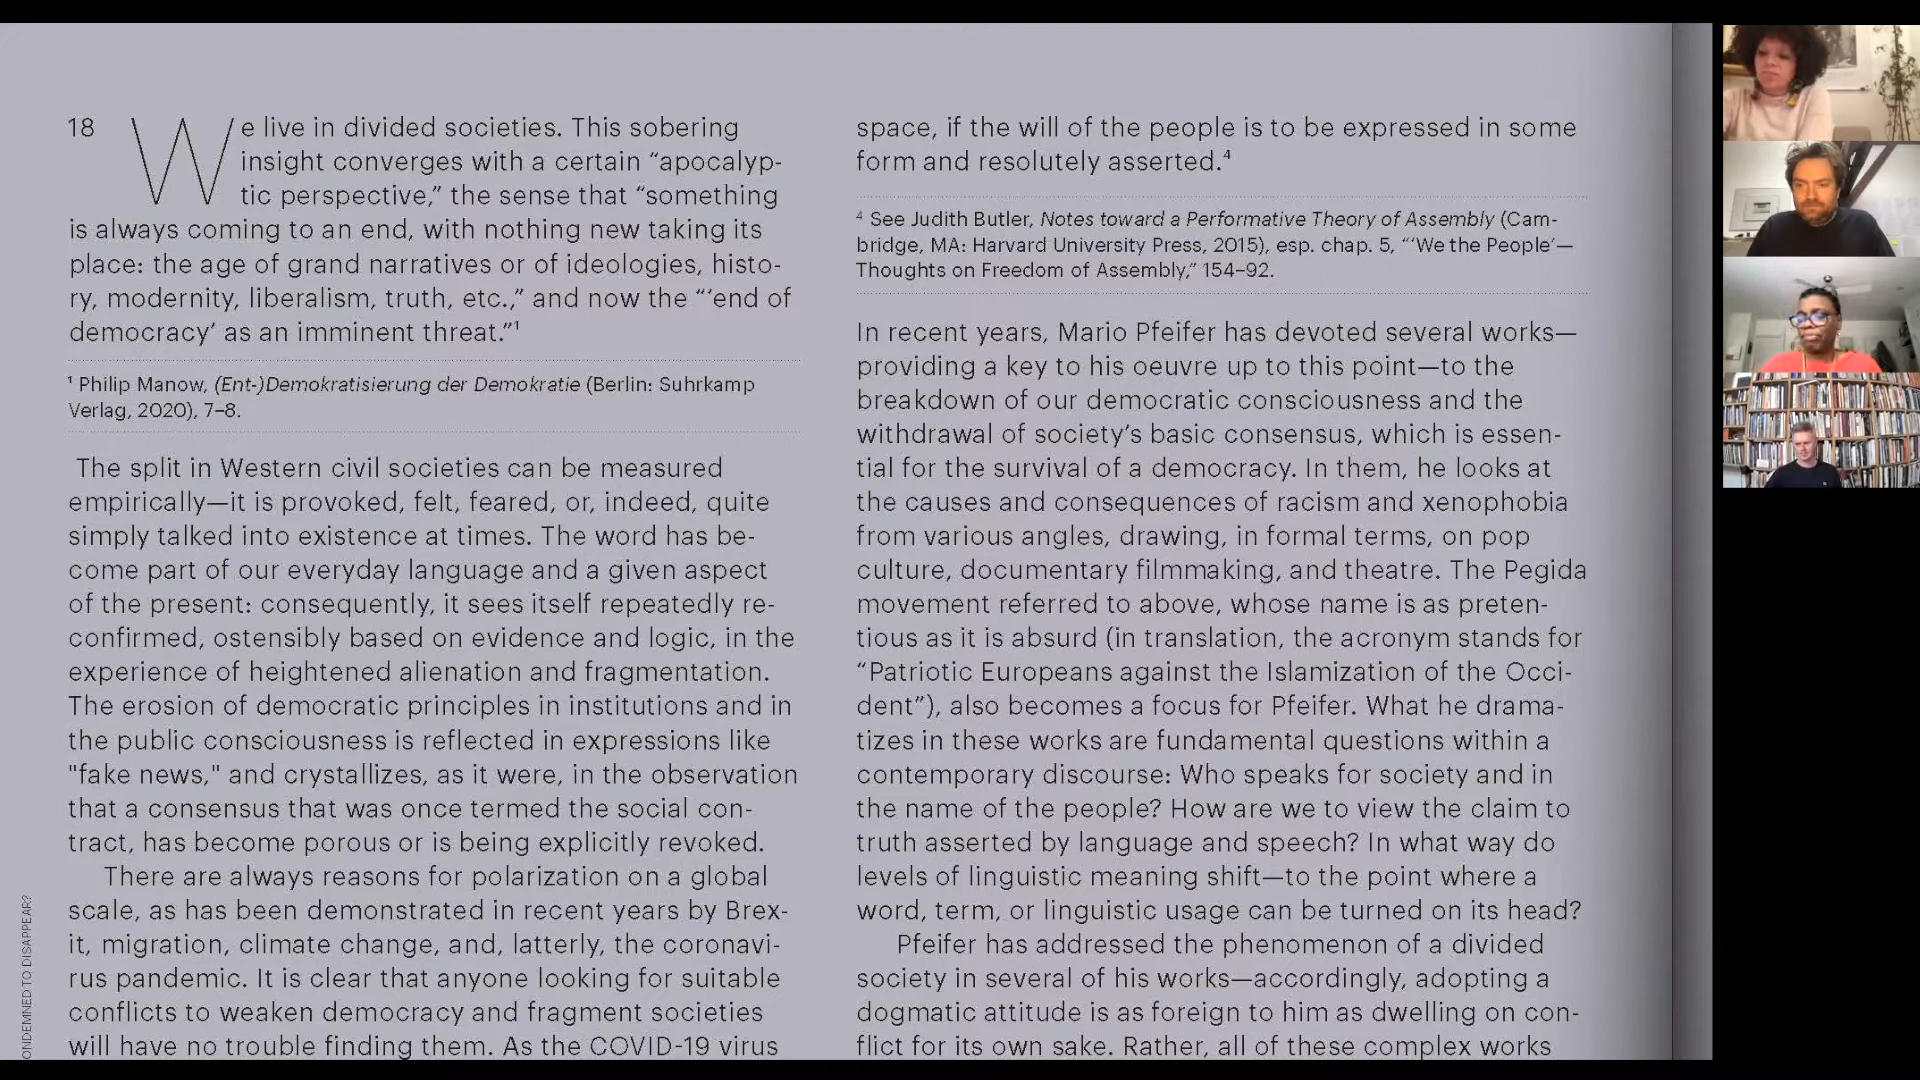 18
We live in divided societies. This sobering
insight converges with a certain “apocalyp-
tic perspective,” the sense that “something
is always coming to an end, with nothing new taking its
place: the age of grand narratives or of ideologies, histo-
ry, modernity, liberalism, truth, etc.,” and now the “‘end of
democracy’ as an imminent threat.”¹
¹ Philip Manow, (Ent-)Demokratisierung der Demokratie (Berlin: Suhrkamp
Verlag, 2020), 7–8.
The split in Western civil societies can be measured
empirically—it is provoked, felt, feared, or, indeed, quite
simply talked into existence at times. The word has be-
come part of our everyday language and a given aspect
of the present: consequently, it sees itself repeatedly re-
confirmed, ostensibly based on evidence and logic, in the
experience of heightened alienation and fragmentation.
The erosion of democratic principles in institutions and in
the public consciousness is reflected in expressions like
"fake news," and crystallizes, as it were, in the observation
that a consensus that was once termed the social con-
tract, has become porous or is being explicitly revoked.
There are always reasons for polarization on a global
scale, as has been demonstrated in recent years by Brex-
it, migration, climate change, and, latterly, the coronavi-
rus pandemic. It is clear that anyone looking for suitable
conflicts to weaken democracy and fragment societies
will have no trouble finding them. As the COVID-19 virus
space, if the will of the people is to be expressed in some
form and resolutely asserted.⁴
⁴ See Judith Butler, Notes toward a Performative Theory of Assembly (Cam-
bridge, MA: Harvard University Press, 2015), esp. chap. 5, “‘We the People’—
Thoughts on Freedom of Assembly,” 154–92.
In recent years, Mario Pfeifer has devoted several works—
providing a key to his oeuvre up to this point—to the
breakdown of our democratic consciousness and the
withdrawal of society’s basic consensus, which is essen-
tial for the survival of a democracy. In them, he looks at
the causes and consequences of racism and xenophobia
from various angles, drawing, in formal terms, on pop
culture, documentary filmmaking, and theatre. The Pegida
movement referred to above, whose name is as preten-
tious as it is absurd (in translation, the acronym stands for
“Patriotic Europeans against the Islamization of the Occi-
dent”), also becomes a focus for Pfeifer. What he drama-
tizes in these works are fundamental questions within a
contemporary discourse: Who speaks for society and in
the name of the people? How are we to view the claim to
truth asserted by language and speech? In what way do
levels of linguistic meaning shift—to the point where a
word, term, or linguistic usage can be turned on its head?
Pfeifer has addressed the phenomenon of a divided
society in several of his works—accordingly, adopting a
dogmatic attitude is as foreign to him as dwelling on con-
flict for its own sake. Rather, all of these complex works
ONDEMNED TO DISAPPEAR?